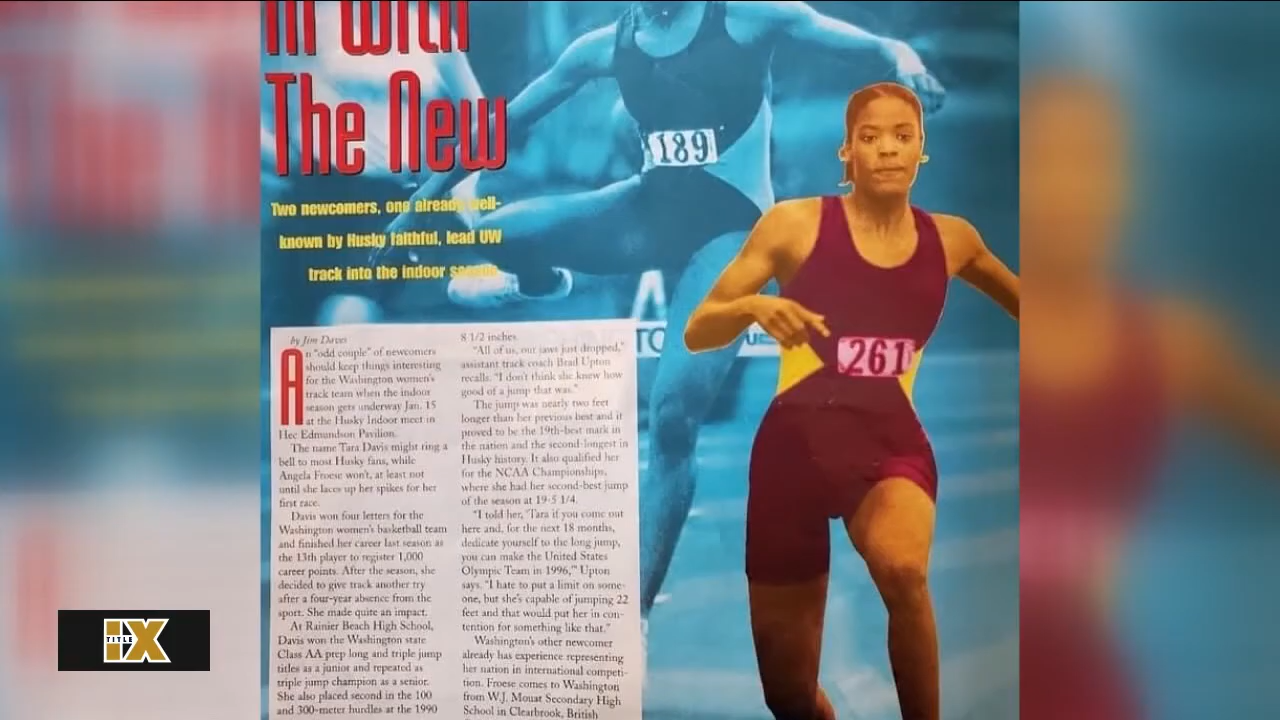 In With
The New
Two newcomers, one already well-
known by Husky faithful, lead UW
track into the indoor season.
189
261
by Jim Daves
An "odd couple" of newcomers
should keep things interesting
for the Washington women's
track team when the indoor
season gets underway Jan. 15
at the Husky Indoor meet in
Hec Edmundson Pavilion.
The name Tara Davis might ring a
bell to most Husky fans, while
Angela Froese won't, at least not
until she laces up her spikes for her
first race.
Davis won four letters for the
Washington women's basketball team
and finished her career last season as
the 13th player to register 1,000
career points. After the season, she
decided to give track another try
after a four-year absence from the
sport. She made quite an impact.
At Rainier Beach High School,
Davis won the Washington state
Class AA prep long and triple jump
titles as a junior and repeated as
triple jump champion as a senior.
She also placed second in the 100
and 300-meter hurdles at the 1990
8 1/2 inches.
"All of us, our jaws just dropped,"
assistant track coach Brad Upton
recalls. "I don't think she knew how
good of a jump that was."
The jump was nearly two feet
longer than her previous best and it
proved to be the 19th-best mark in
the nation and the second-longest in
Husky history. It also qualified her
for the NCAA Championships,
where she had her second-best jump
of the season at 19-5 1/4.
"I told her, 'Tara if you come out
here and, for the next 18 months,
dedicate yourself to the long jump,
you can make the United States
Olympic Team in 1996,'" Upton
says. "I hate to put a limit on some-
one, but she's capable of jumping 22
feet and that would put her in con-
tention for something like that."
Washington's other newcomer
already has experience representing
her nation in international competi-
tion. Froese comes to Washington
from W.J. Mouat Secondary High
School in Clearbrook, British
TITLE IX